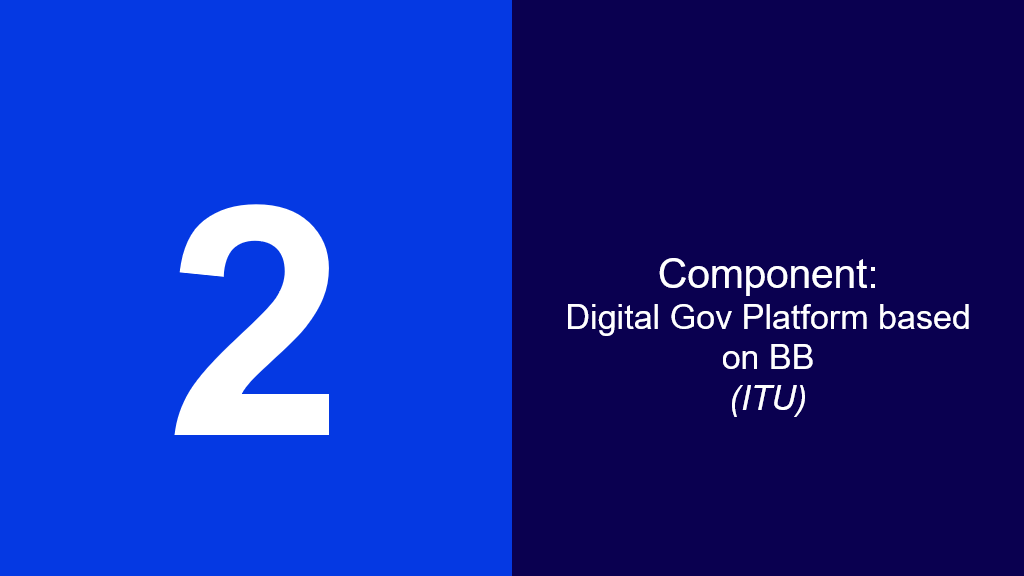 2
Component:
Digital Gov Platform based
on BB
(ITU)